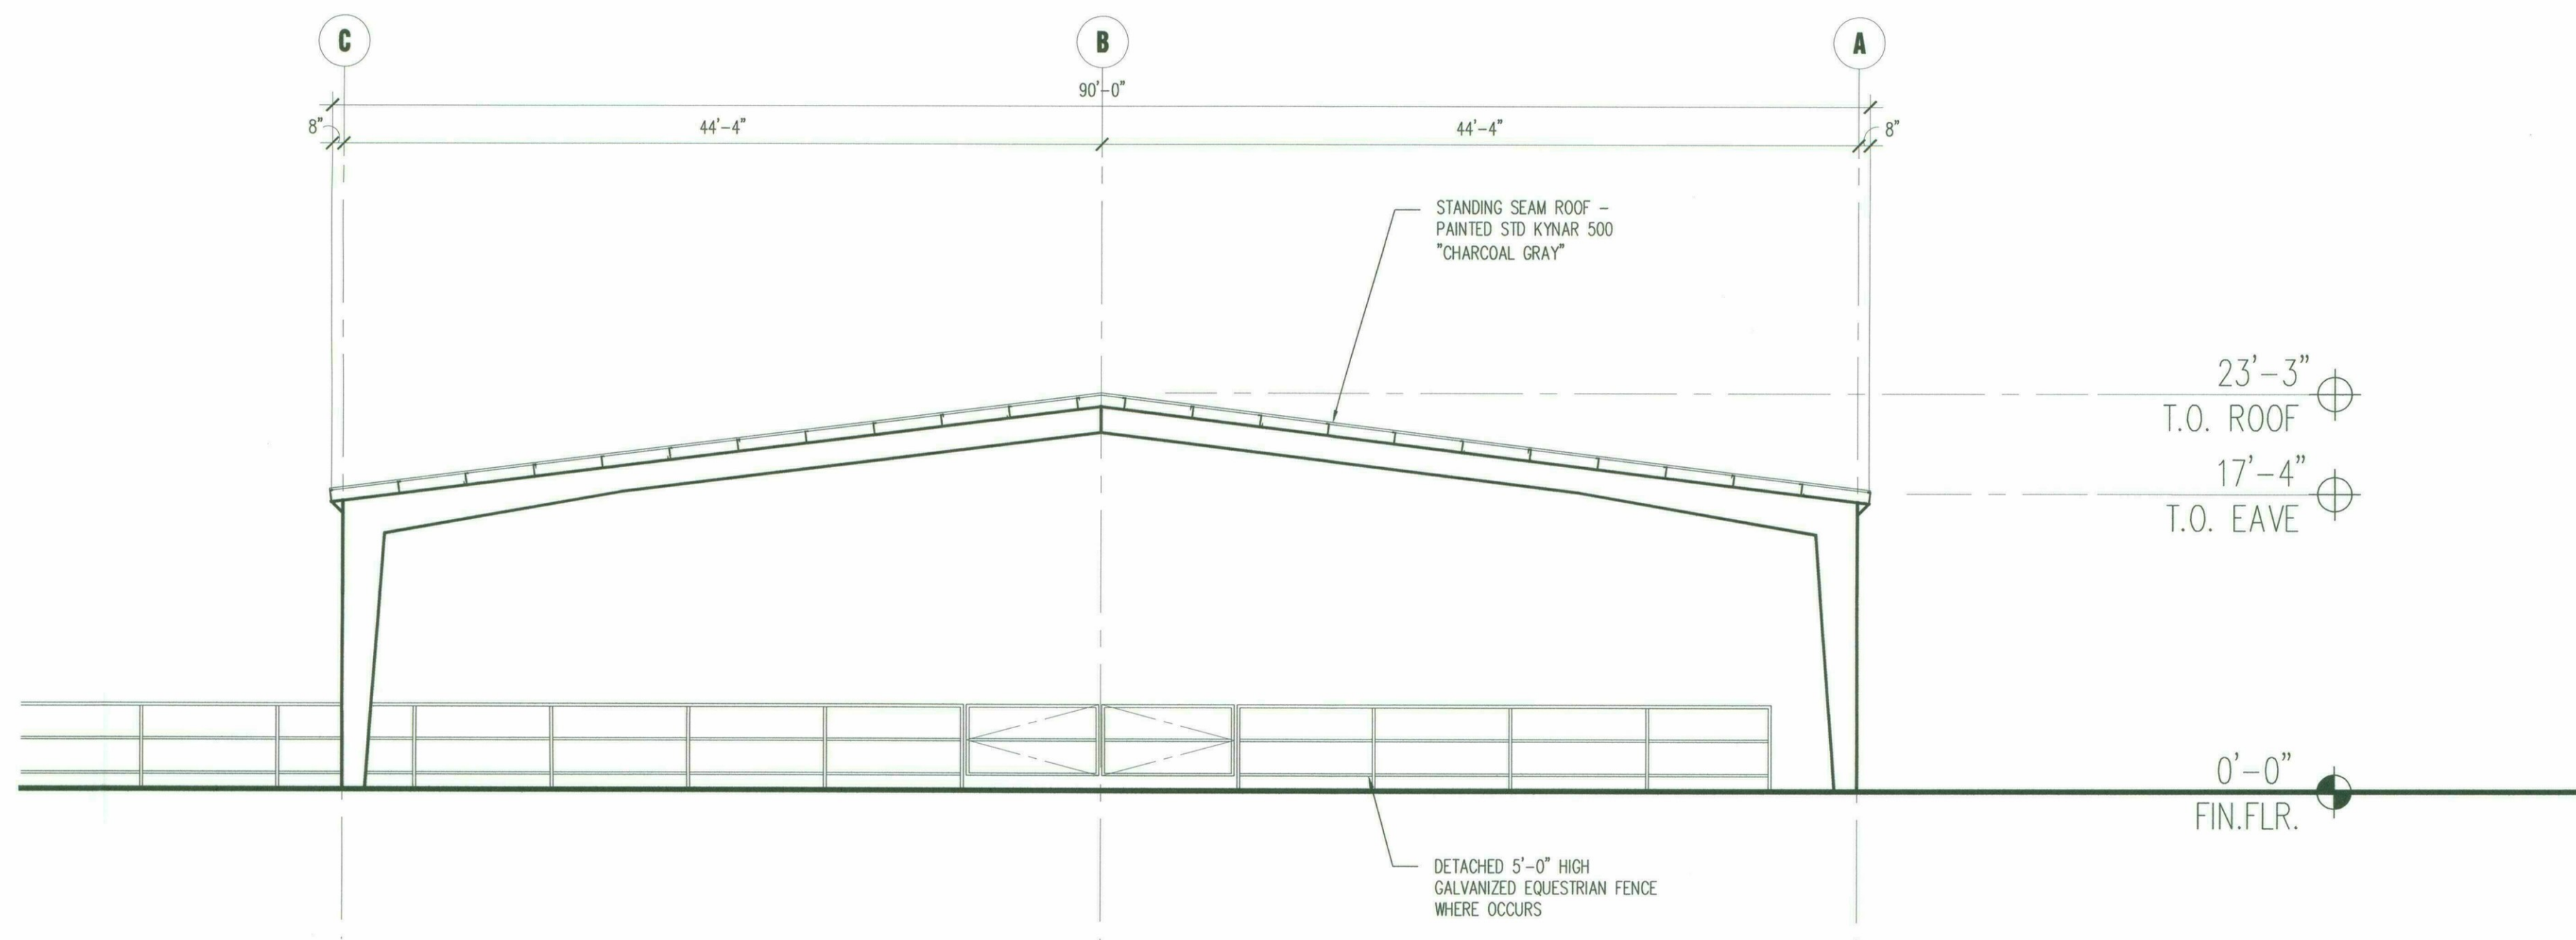 C
B
A
90'-0"
8"
44'-4"
44'-4"
8"
STANDING SEAM ROOF -
PAINTED STD KYNAR 500
"CHARCOAL GRAY"
23'-3"
T.O. ROOF
17'-4"
T.O. EAVE
0'-0"
FIN.FLR.
DETACHED 5'-0" HIGH
GALVANIZED EQUESTRIAN FENCE
WHERE OCCURS